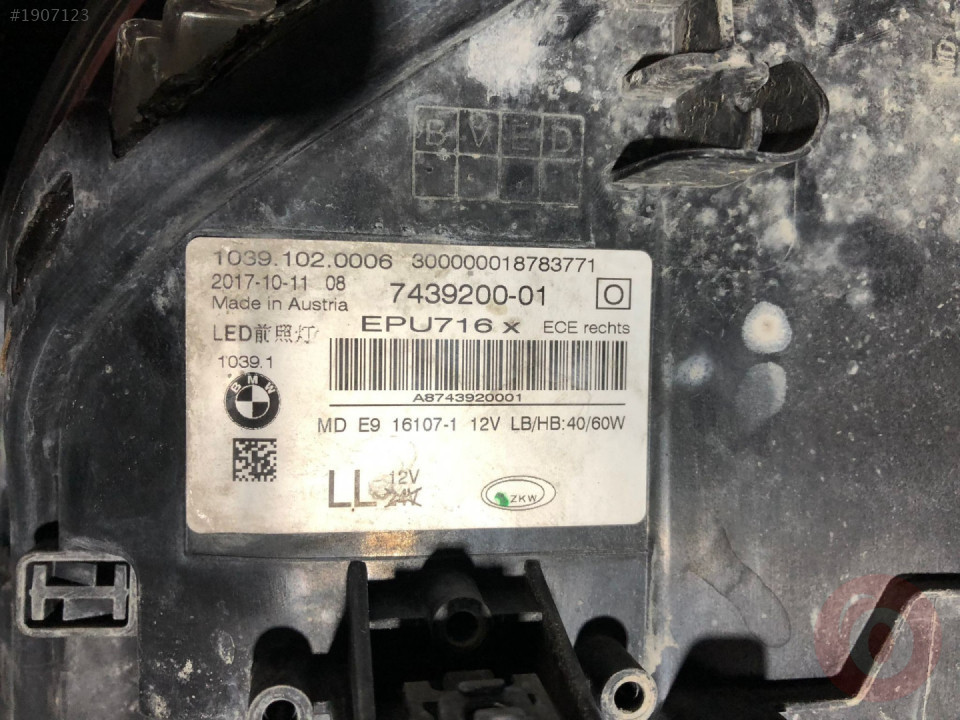 #1907123
B V E D
1039.102.0006 300000018783771
2017-10-11 08 7439200-01 O
Made in Austria
EPU716 x ECE rechts
LED前照灯
1039.1
BMW
A8743920001
MD E9 16107-1 12V LB/HB:40/60W
LL 12V
24V
ZKW